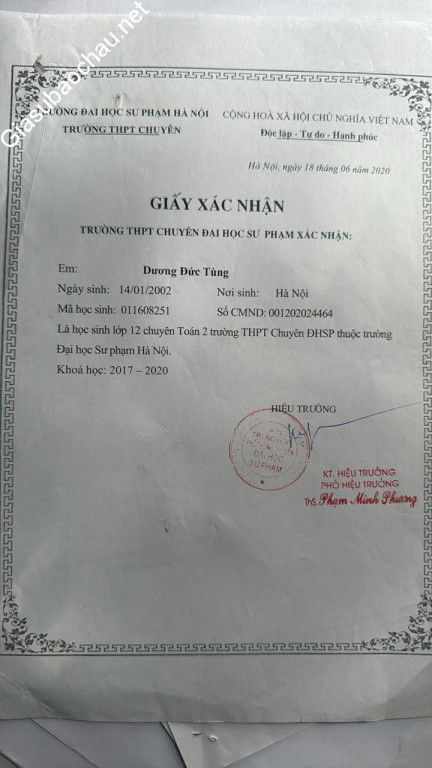 Giasubaochau.net
TRƯỜNG ĐẠI HỌC SƯ PHẠM HÀ NỘI
TRƯỜNG THPT CHUYÊN
CỘNG HOÀ XÃ HỘI CHỦ NGHĨA VIỆT NAM
Độc lập - Tự do - Hạnh phúc
Hà Nội, ngày 18 tháng 06 năm 2020
GIẤY XÁC NHẬN
TRƯỜNG THPT CHUYÊN ĐẠI HỌC SƯ PHẠM XÁC NHẬN:
Em: Dương Đức Tùng
Ngày sinh: 14/01/2002 Nơi sinh: Hà Nội
Mã học sinh: 011608251 Số CMND: 001202024464
Là học sinh lớp 12 chuyên Toán 2 trường THPT Chuyên ĐHSP thuộc trường
Đại học Sư phạm Hà Nội.
Khoá học: 2017 – 2020
HIỆU TRƯỞNG
ĐẠI HỌC
SƯ PHẠM
KT. HIỆU TRƯỞNG
PHÓ HIỆU TRƯỞNG
ThS. Phạm Minh Phương